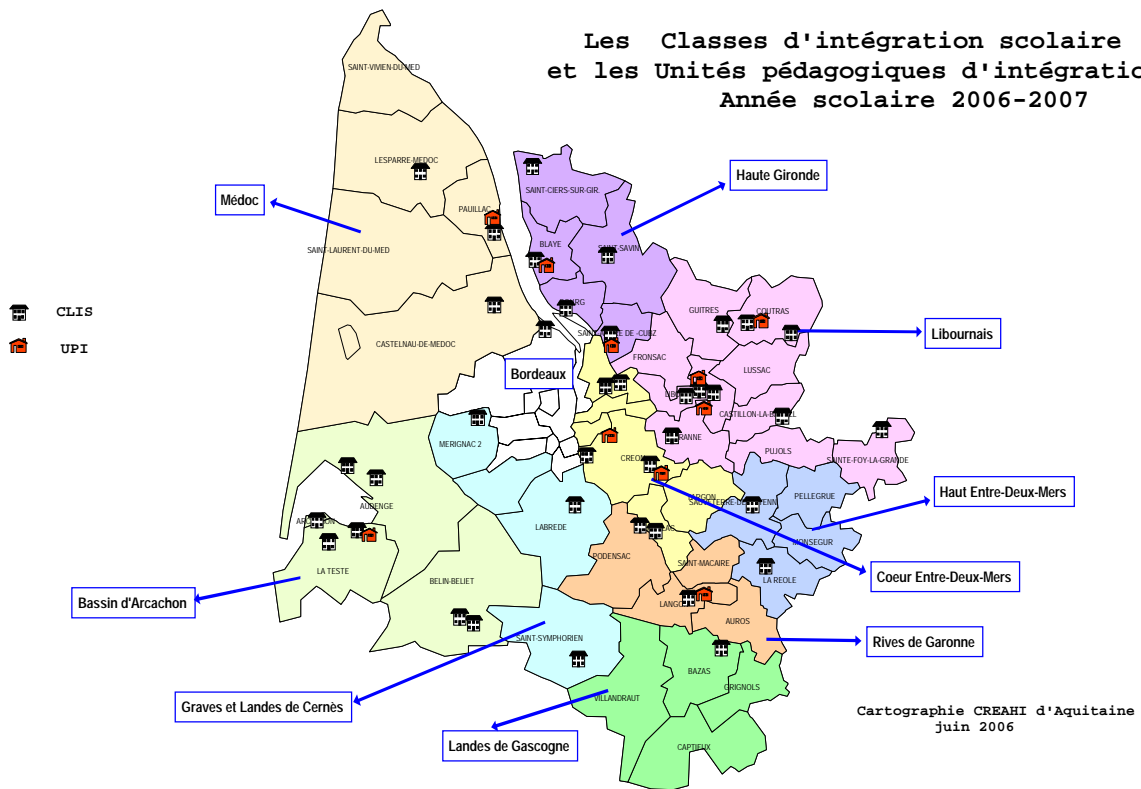 Les Classes d'intégration scolaire
et les Unités pédagogiques d'intégratio
Année scolaire 2006-2007
SAINT-VIVIEN-DU-MED
LESPARRE-MEDOC
Haute Gironde
SAINT-CIERS-SUR-GIR.
Médoc
PAUILLAC
SAINT-LAURENT-DU-MED
BLAYE
SAINT-SAVIN
CLIS
UPI
GUITRES
COUTRAS
Libournais
CASTELNAU-DE-MEDOC
FRONSAC
LUSSAC
Bordeaux
MERIGNAC 2
PUJOLS
SAINTE-FOY-LA-GRANDE
PELLEGRUE
Haut Entre-Deux-Mers
AUDENGE
LABREDE
MONSEGUR
PODENSAC
SAINT-MACAIRE
LA TESTE
BELIN-BELIET
LA REOLE
Coeur Entre-Deux-Mers
Bassin d'Arcachon
AUROS
SAINT-SYMPHORIEN
Rives de Garonne
BAZAS
GRIGNOLS
VILLANDRAUT
Graves et Landes de Cernès
Landes de Gascogne
CAPTIEUX
Cartographie CREAHI d'Aquitaine
juin 2006